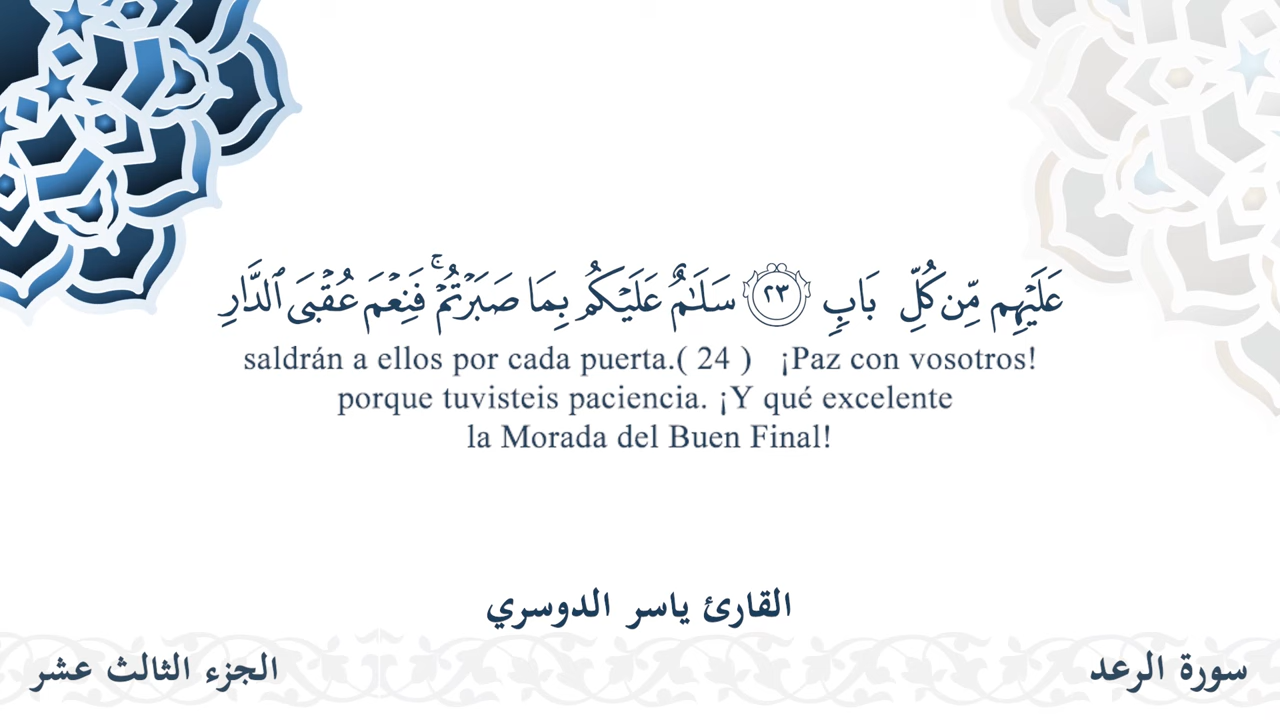 عَلَيْهِم مِّن كُلِّ بَابٍ ٢٣ سَلَـٰمٌ عَلَيْكُم بِمَا صَبَرْتُمْ ۚ فَنِعْمَ عُقْبَى ٱلدَّارِ
saldrán a ellos por cada puerta.( 24 ) ¡Paz con vosotros!
porque tuvisteis paciencia. ¡Y qué excelente
la Morada del Buen Final!
القارئ ياسر الدوسري
سورة الرعد
الجزء الثالث عشر